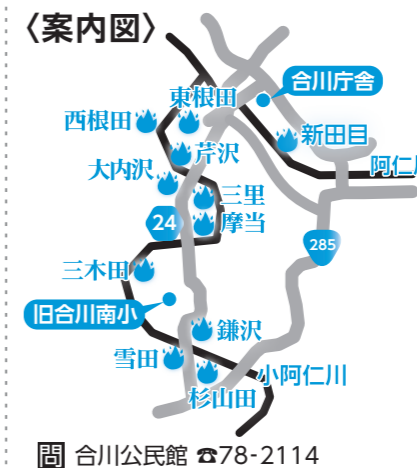 〈案内図〉
合川庁舎
東根田
西根田
新田目
芹沢
阿仁川
大内沢
三里
24
摩当
285
三木田
旧合川南小
鎌沢
雪田
小阿仁川
杉山田
問 合川公民館 ☎78-2114